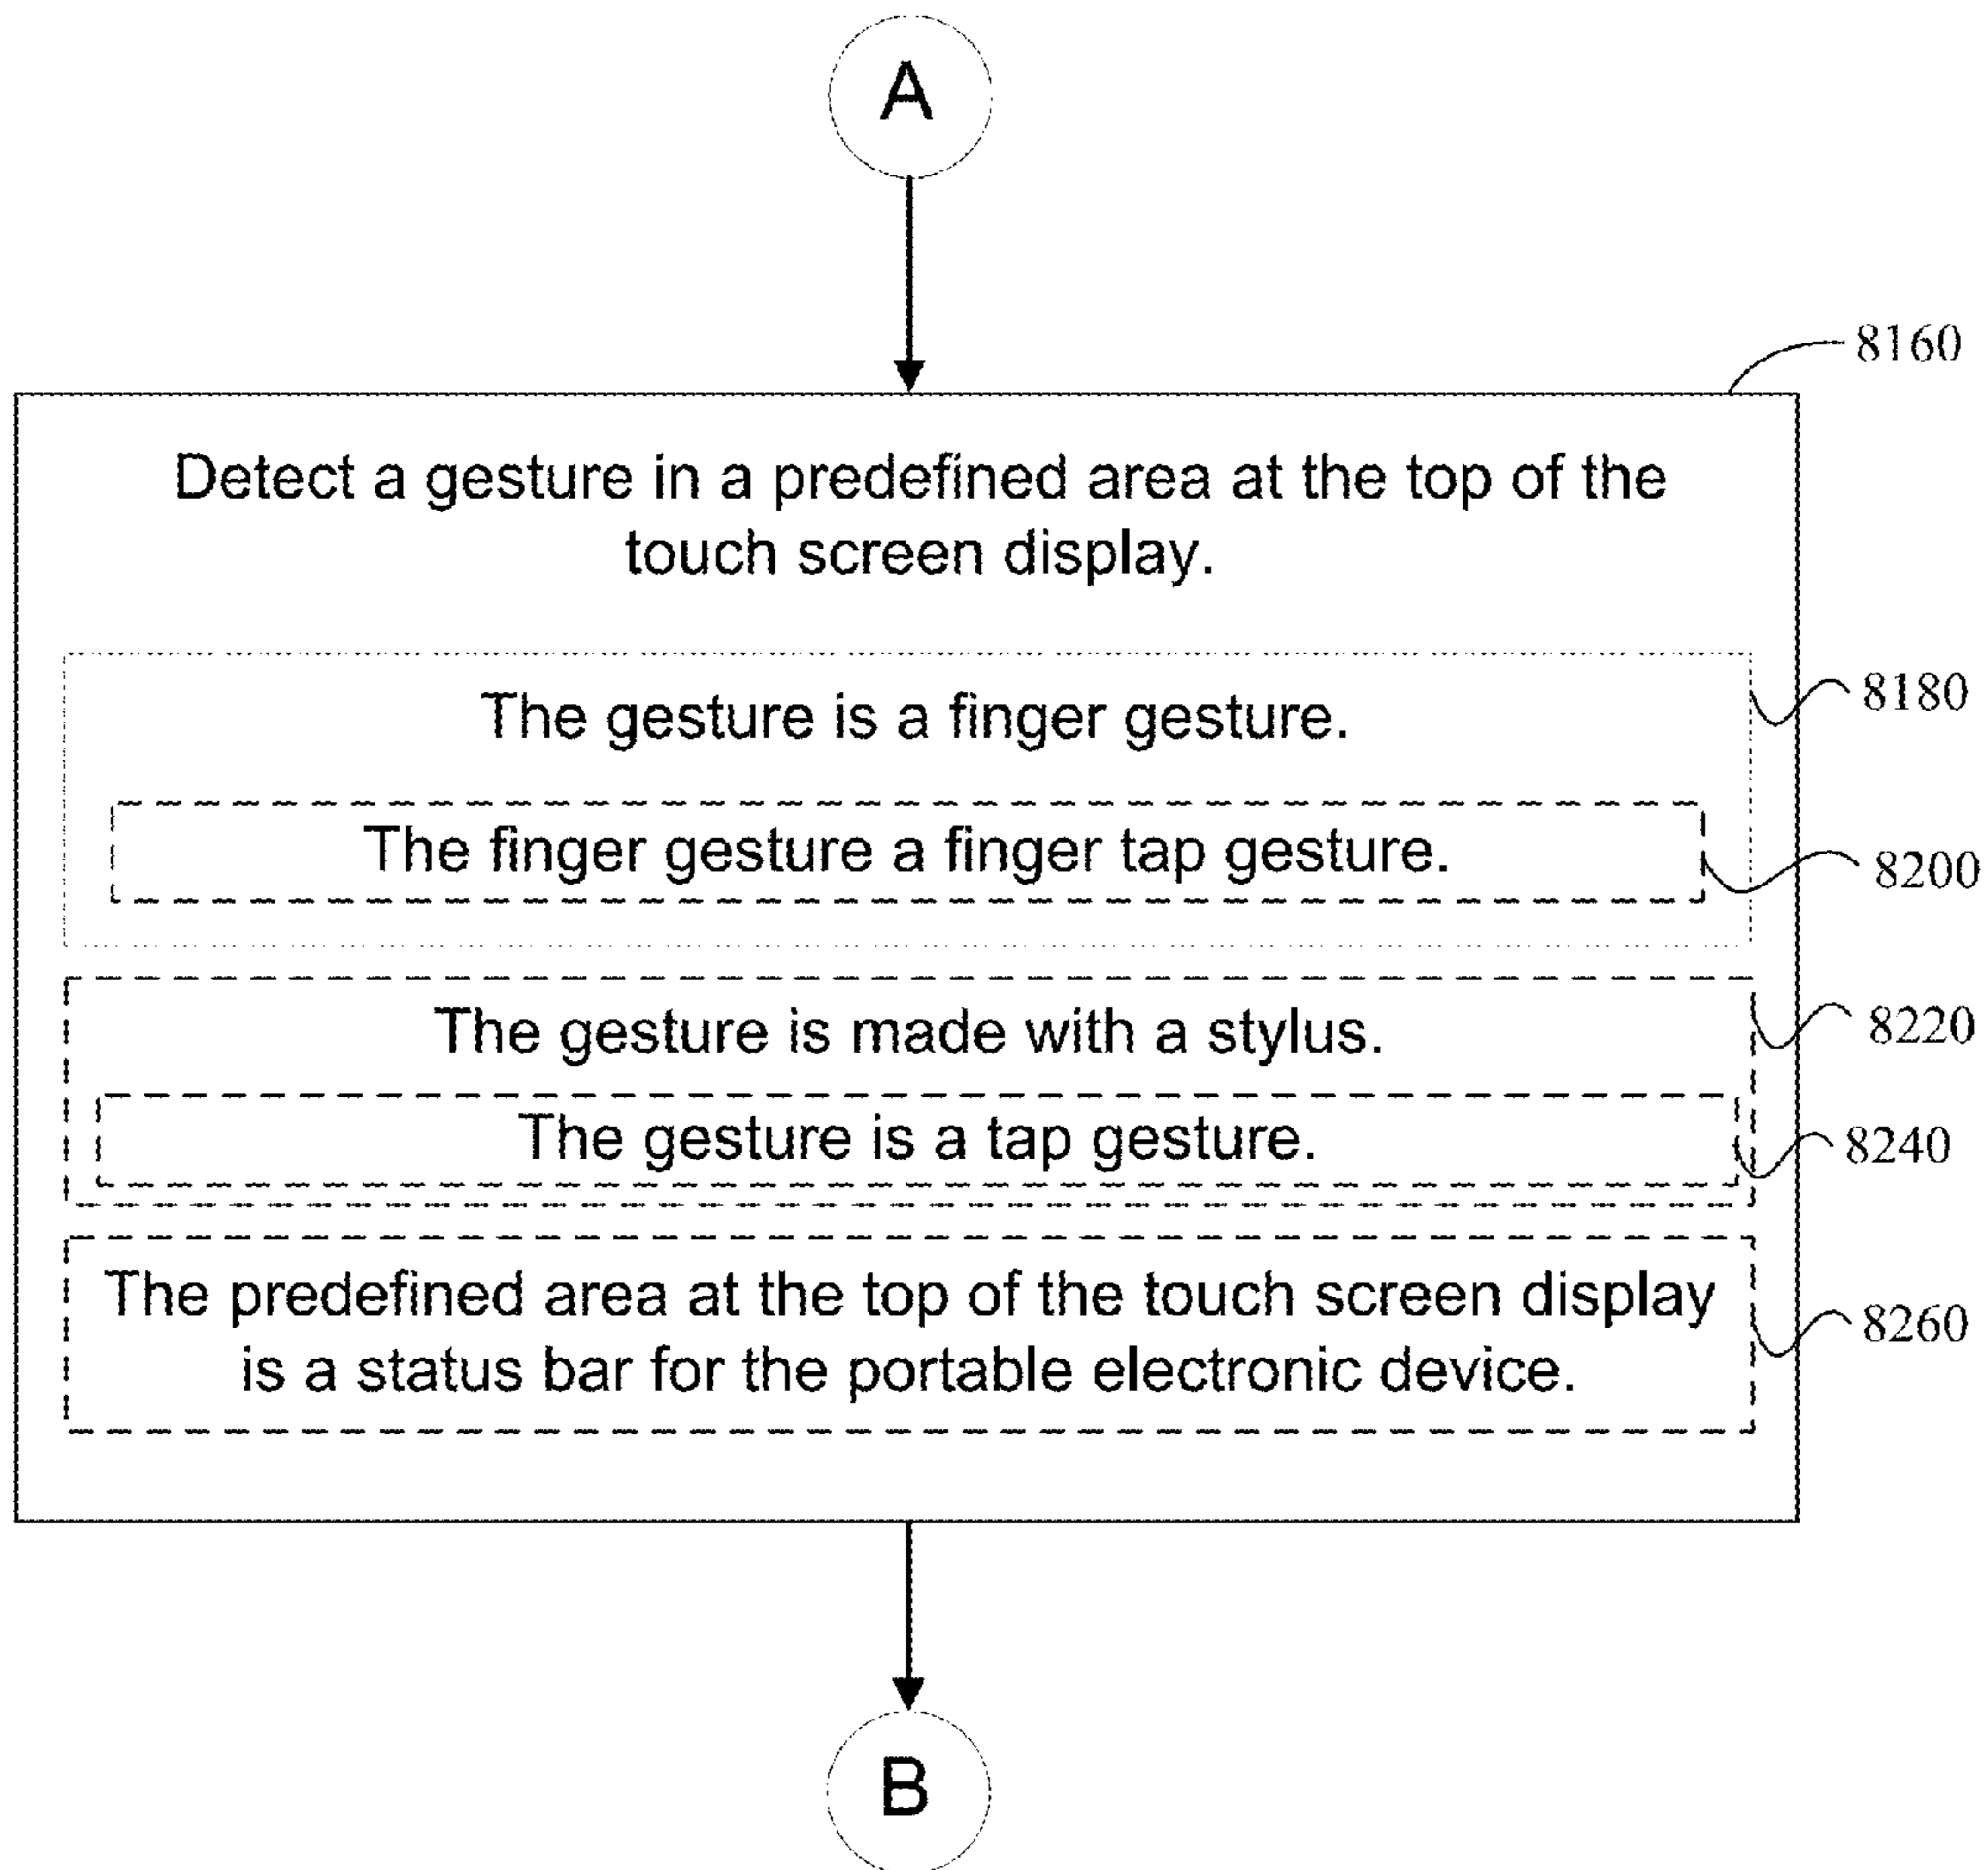 A
8160
Detect a gesture in a predefined area at the top of the
touch screen display.
8180
The gesture is a finger gesture.
The finger gesture a finger tap gesture.
8200
The gesture is made with a stylus.
8220
The gesture is a tap gesture.
8240
The predefined area at the top of the touch screen display
is a status bar for the portable electronic device.
8260
B